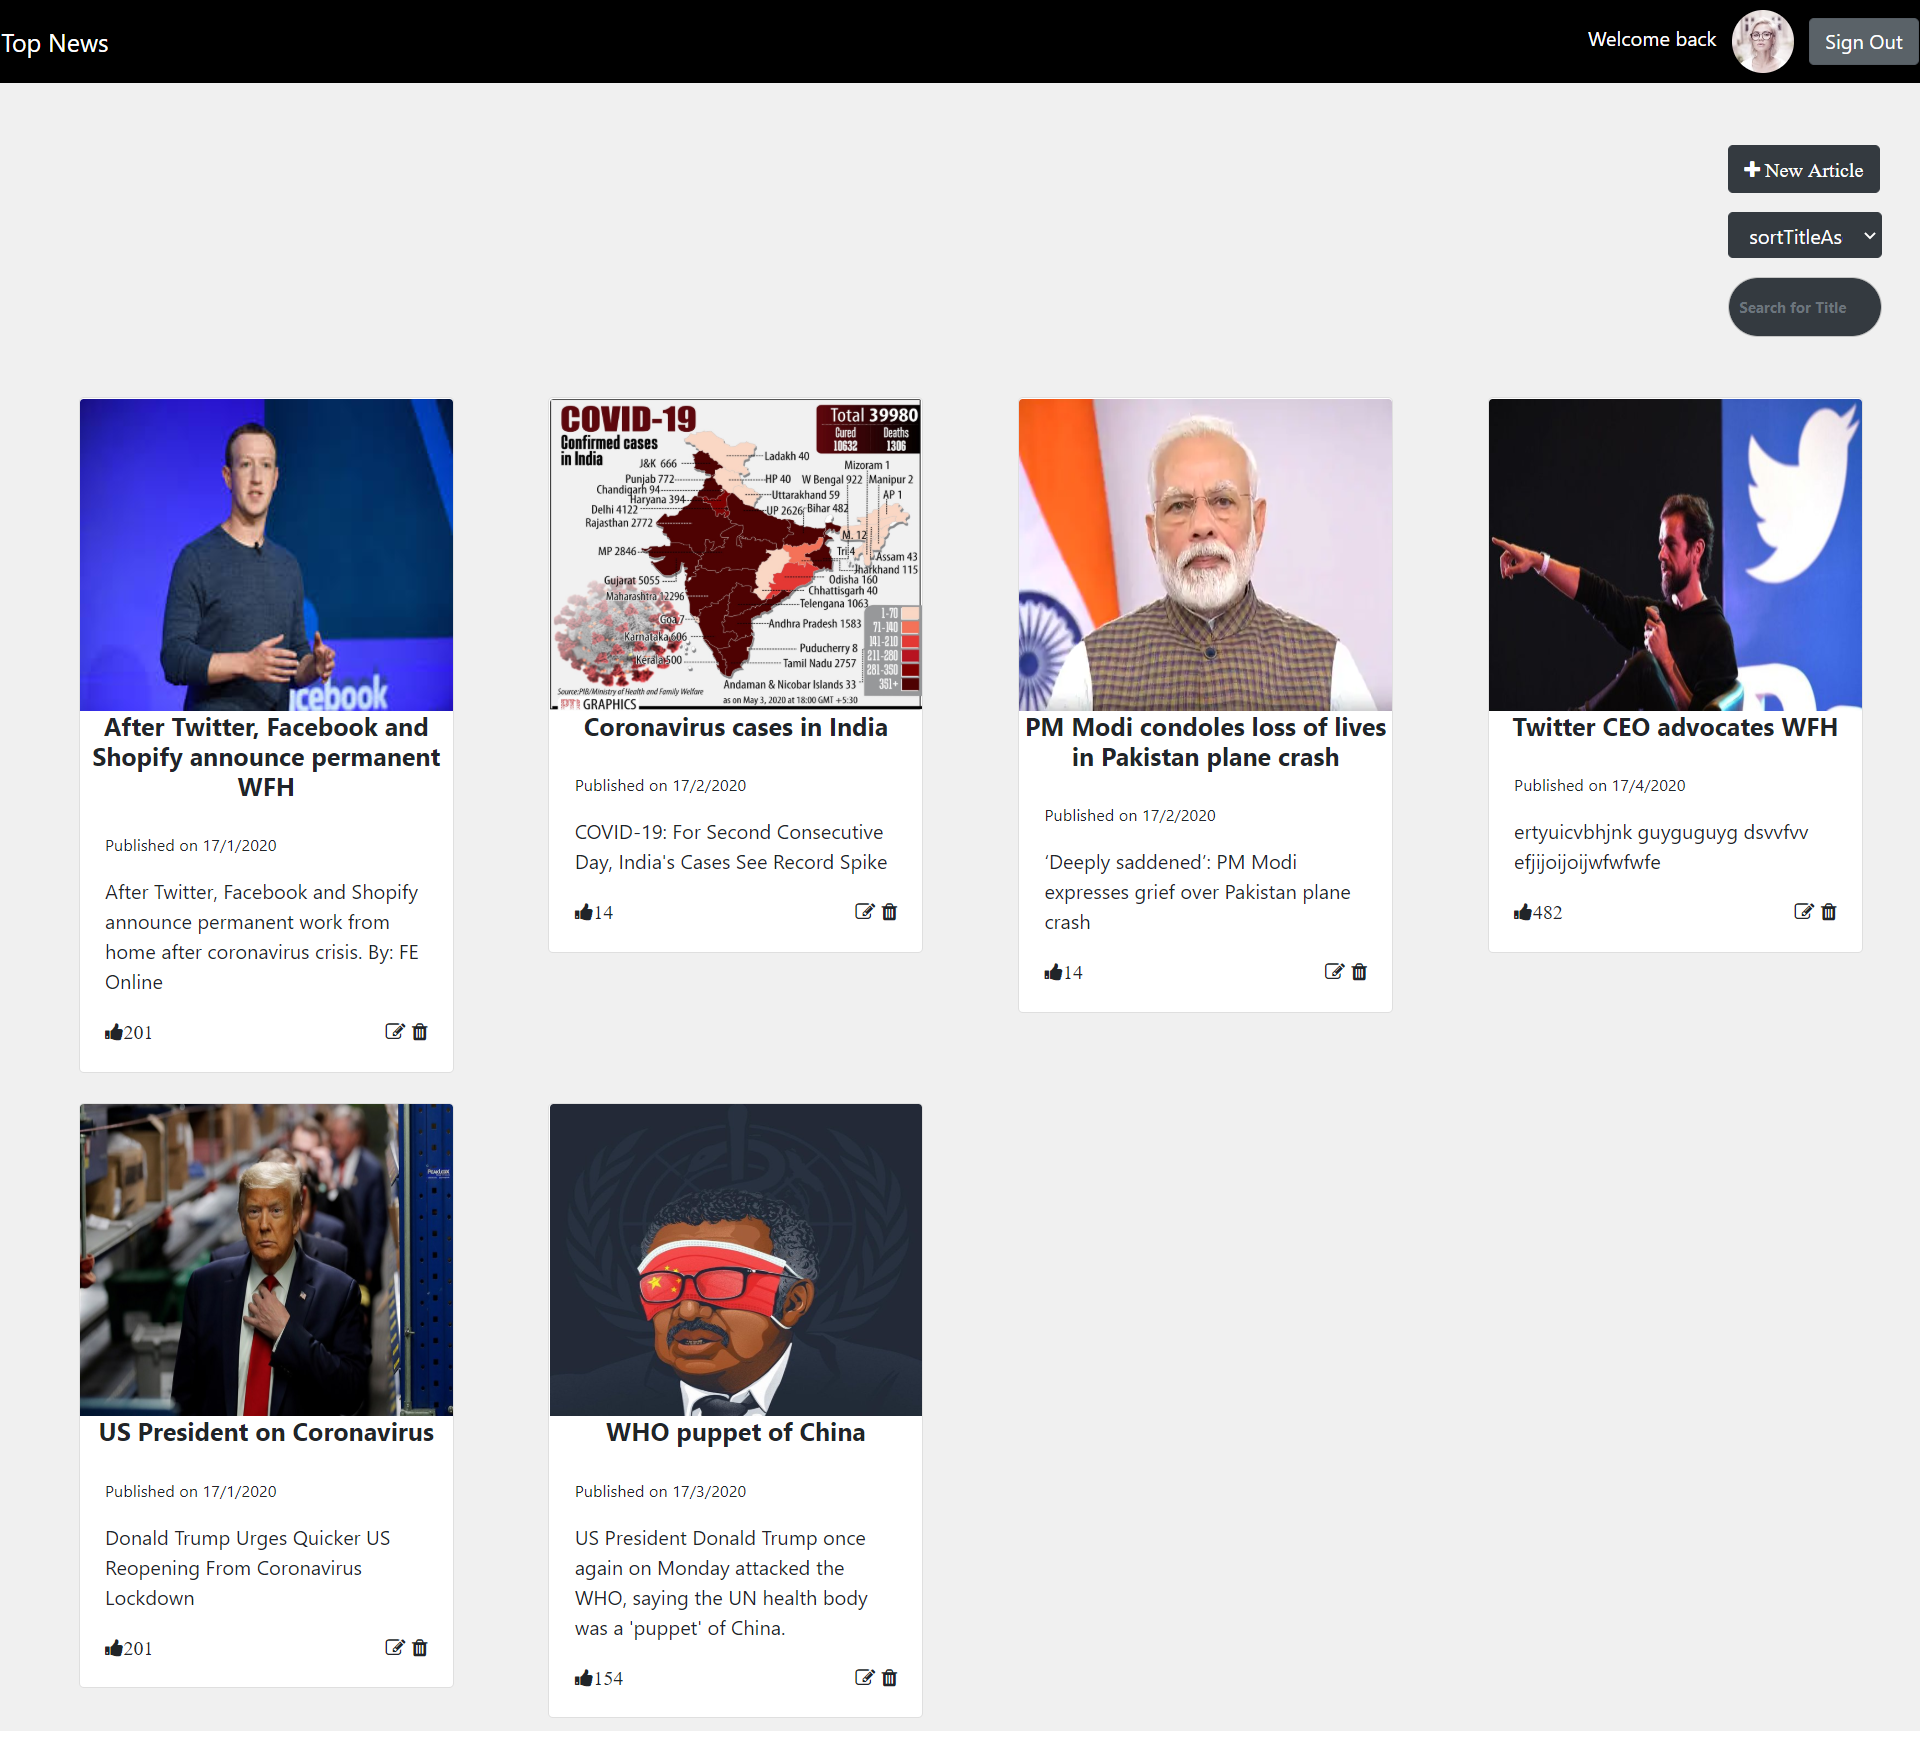 Top News
Welcome back
Sign Out
New Article
sortTitleAs
Search for Title
icebook
After Twitter, Facebook and
Shopify announce permanent
WFH
Published on 17/1/2020
After Twitter, Facebook and Shopify
announce permanent work from
home after coronavirus crisis. By: FE
Online
201
COVID-19
Confirmed cases
in India
Total 39980
Cured
10632
Deaths
1306
Ladakh 40
J&K 666
Mizoram 1
Punjab 772
HP 40
W Bengal 922
Manipur 2
Chandigarh 94
Haryana 394
Uttarakhand 59
AP 1
Delhi 4122
UP 2626
Bihar 482
Rajasthan 2772
M. 12
MP 2846
Tri 4
Assam 43
Jharkhand 115
Gujarat 5055
Odisha 160
Chhattisgarh 40
Maharashtra 12296
Telengana 1063
Goa 7
Andhra Pradesh 1583
Karnataka 606
Puducherry 8
Kerala 500
Tamil Nadu 2757
Andaman & Nicobar Islands 33
1-70
71-140
141-210
211-280
281-350
351+
Source:PIB/Ministry of Health and Family Welfare
as on May 3, 2020 at 18:00 GMT +5:30
PTI GRAPHICS
Coronavirus cases in India
Published on 17/2/2020
COVID-19: For Second Consecutive
Day, India's Cases See Record Spike
14
PM Modi condoles loss of lives
in Pakistan plane crash
Published on 17/2/2020
‘Deeply saddened’: PM Modi
expresses grief over Pakistan plane
crash
14
Twitter CEO advocates WFH
Published on 17/4/2020
ertyuicvbhjnk guyguguyg dsvvfvv
efjijoijoijwfwfwfe
482
US President on Coronavirus
Published on 17/1/2020
Donald Trump Urges Quicker US
Reopening From Coronavirus
Lockdown
201
WHO puppet of China
Published on 17/3/2020
US President Donald Trump once
again on Monday attacked the
WHO, saying the UN health body
was a 'puppet' of China.
154